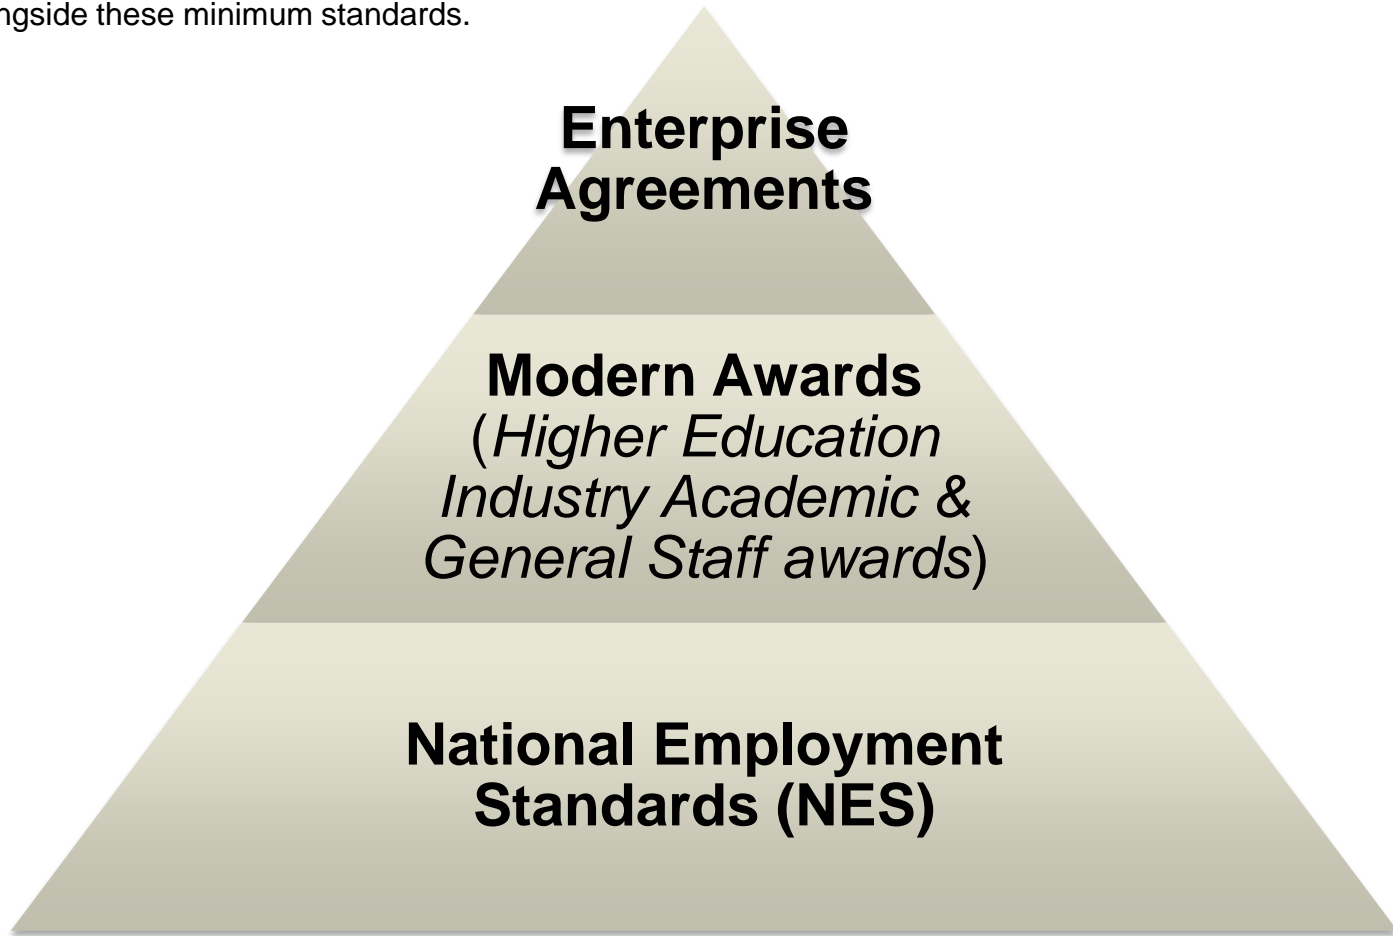 ngside these minimum standards.
Enterprise
Agreements
Modern Awards
(Higher Education
Industry Academic &
General Staff awards)
National Employment
Standards (NES)